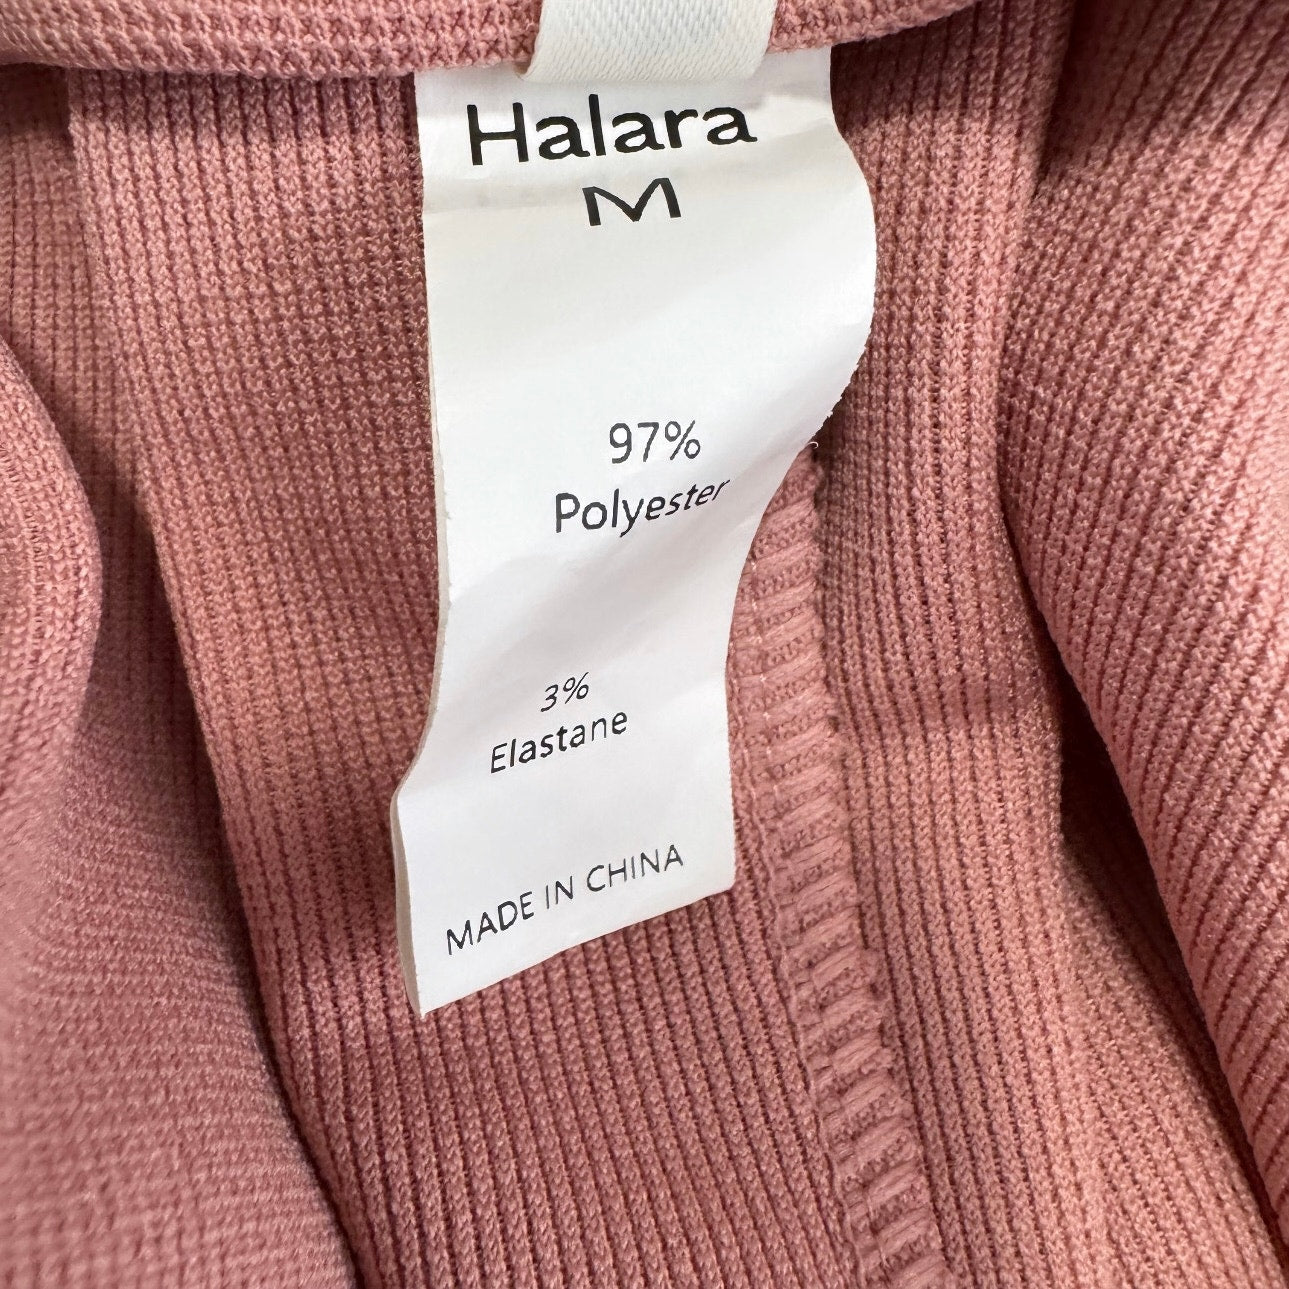 Halara
M
97%
Polyester
3%
Elastane
MADE IN CHINA